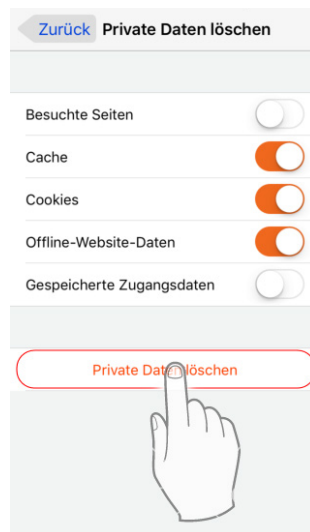 Zurück Private Daten löschen
Besuchte Seiten
Cache
Cookies
Offline-Website-Daten
Gespeicherte Zugangsdaten
Private Daten löschen